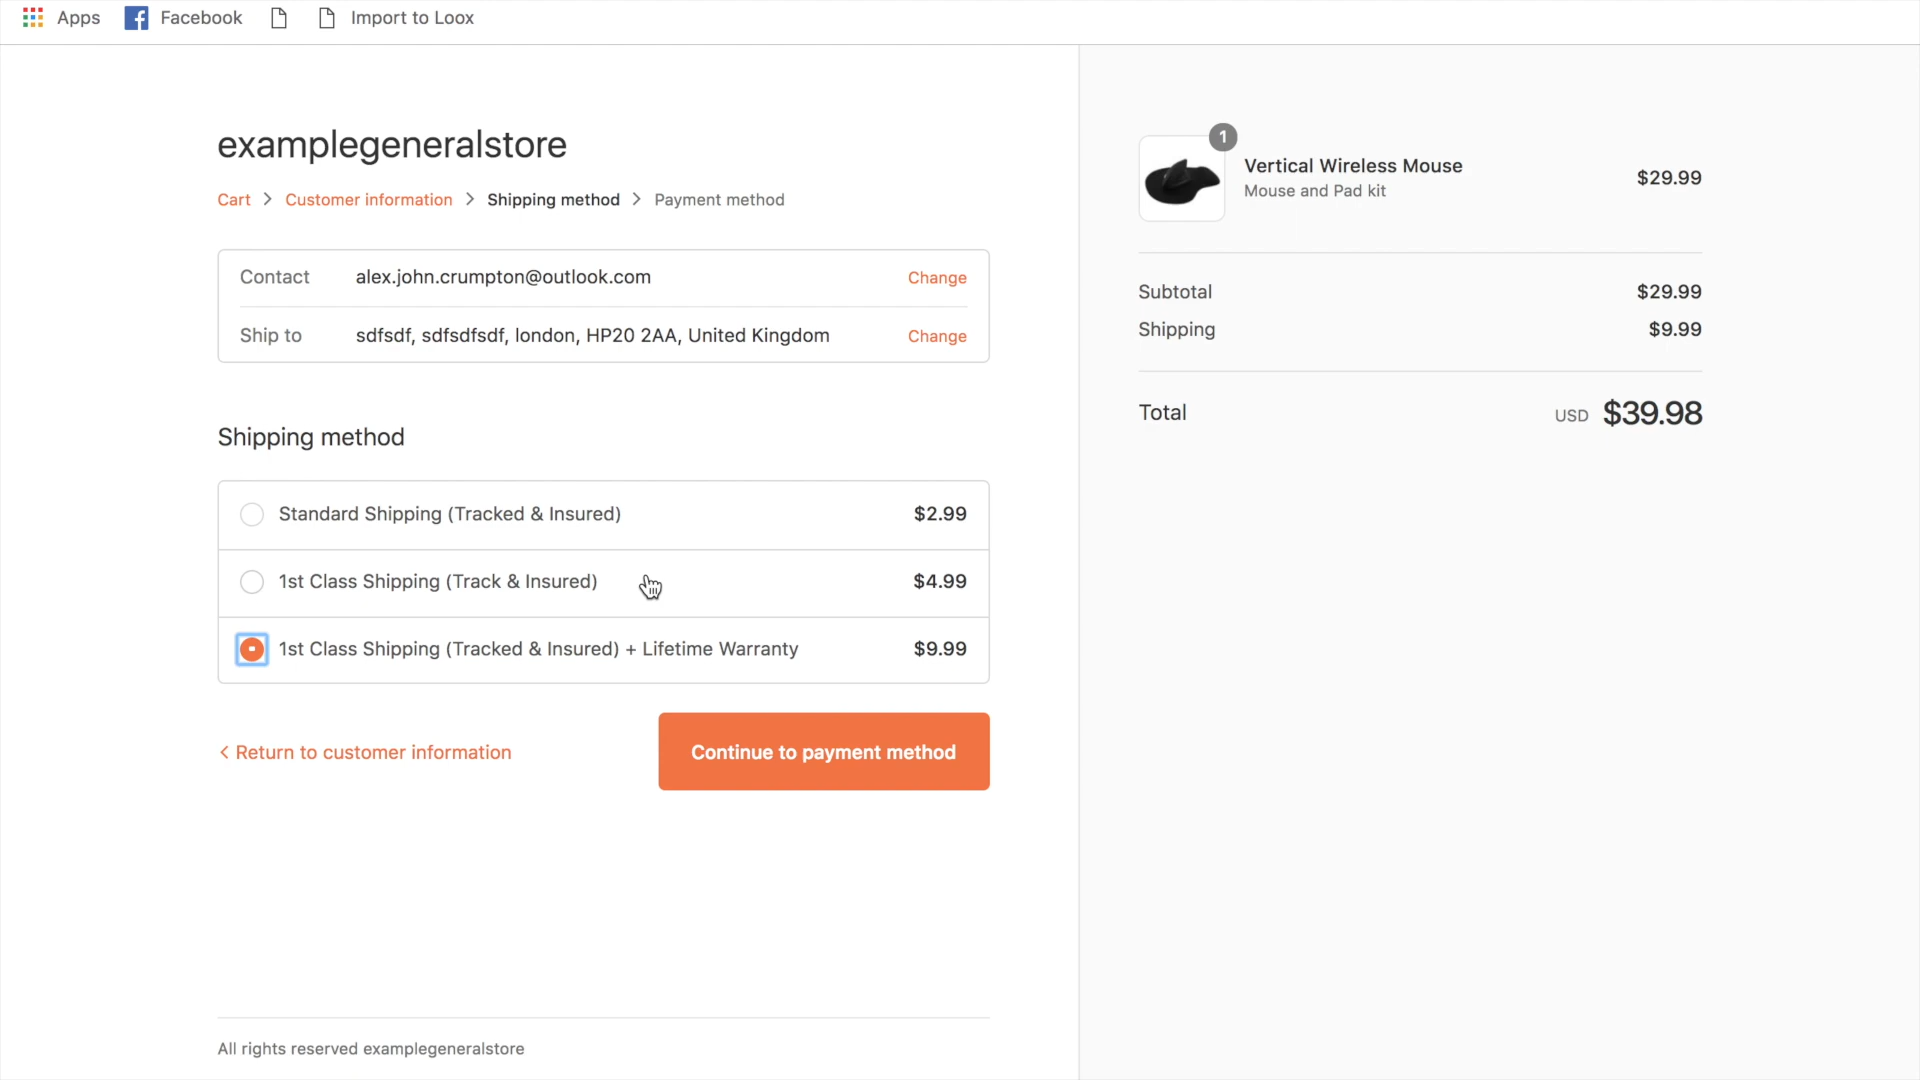 Apps Facebook Import to Loox
examplegeneralstore
Cart > Customer information > Shipping method > Payment method
Contact alex.john.crumpton@outlook.com Change
Ship to sdfsdf, sdfsdfsdf, london, HP20 2AA, United Kingdom Change
Shipping method
Standard Shipping (Tracked & Insured) $2.99
1st Class Shipping (Track & Insured) $4.99
1st Class Shipping (Tracked & Insured) + Lifetime Warranty $9.99
< Return to customer information Continue to payment method
All rights reserved examplegeneralstore
1
Vertical Wireless Mouse $29.99
Mouse and Pad kit
Subtotal $29.99
Shipping $9.99
Total USD $39.98